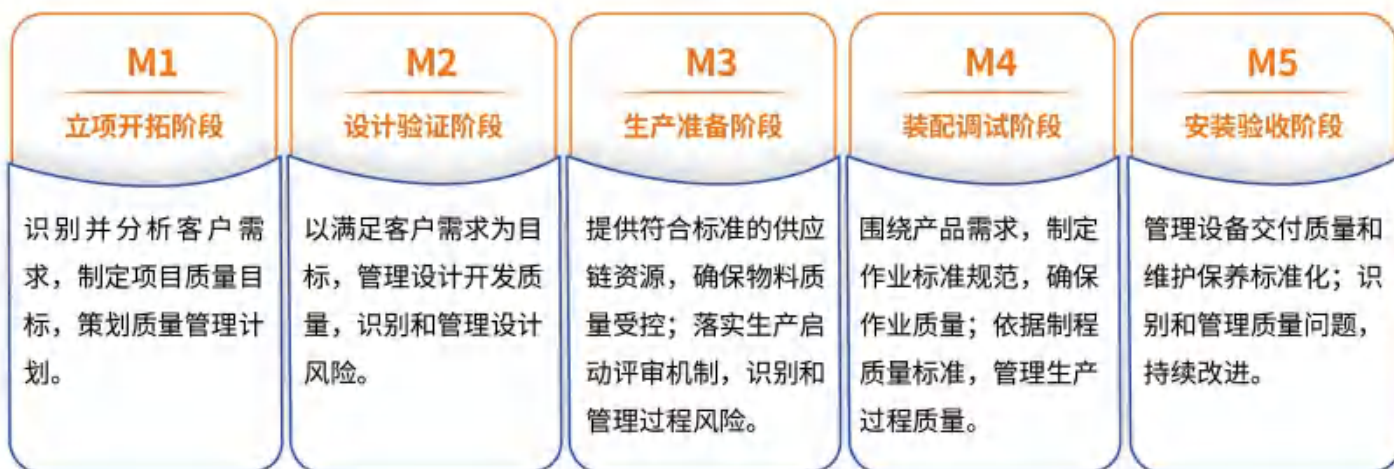 M1
立项开拓阶段
识别并分析客户需
求，制定项目质量目
标，策划质量管理计
划。
M2
设计验证阶段
以满足客户需求为目
标，管理设计开发质
量，识别和管理设计
风险。
M3
生产准备阶段
提供符合标准的供应
链资源，确保物料质
量受控；落实生产启
动评审机制，识别和
管理过程风险。
M4
装配调试阶段
围绕产品需求，制定
作业标准规范，确保
作业质量；依据制程
质量标准，管理生产
过程质量。
M5
安装验收阶段
管理设备交付质量和
维护保养标准化；识
别和管理质量问题，
持续改进。